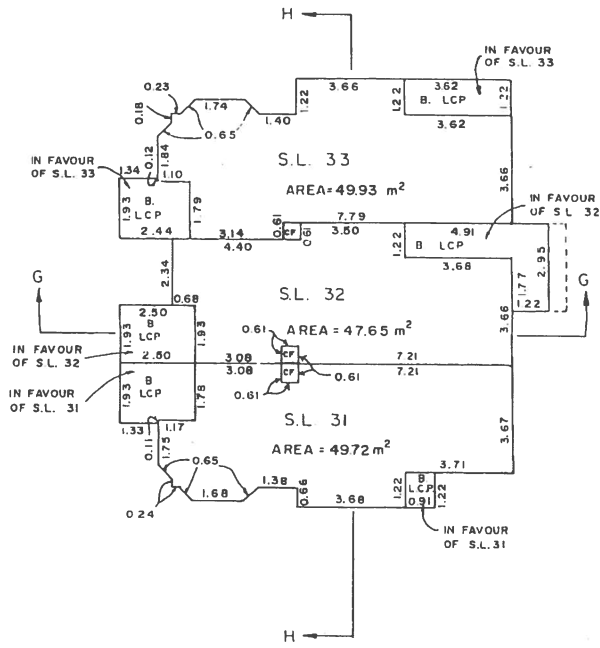 H
IN FAVOUR
OF S.L. 33
0.23
1.74
3.66
3.62
0.18
1.22
1.22
B. LCP
1.22
0.65
1.40
3.62
0.12
1.84
S.L. 33
IN FAVOUR
OF S.L. 33
1.34
1.10
AREA = 49.93 m²
3.66
IN FAVOUR
OF S.L. 32
1.93
B.
LCP
1.79
0.61
7.79
2.44
3.14
CF
0.61
3.50
4.91
4.40
1.22
B LCP
2.95
G
2.34
3.68
G
1.77
0.68
S.L. 32
1.22
2.50
3.66
1.93
B
LCP
1.93
0.61
AREA = 47.65 m²
IN FAVOUR
OF S.L. 32
2.50
3.08
CF
7.21
3.08
CF
7.21
IN FAVOUR
OF S.L. 31
1.93
B
LCP
1.78
0.61
0.61
S.L. 31
1.33
1.17
3.67
0.11
1.75
AREA = 49.72 m²
0.65
3.71
1.38
B
1.68
0.66
3.68
1.22
LCP
1.22
0.91
0.24
IN FAVOUR
OF S.L. 31
H